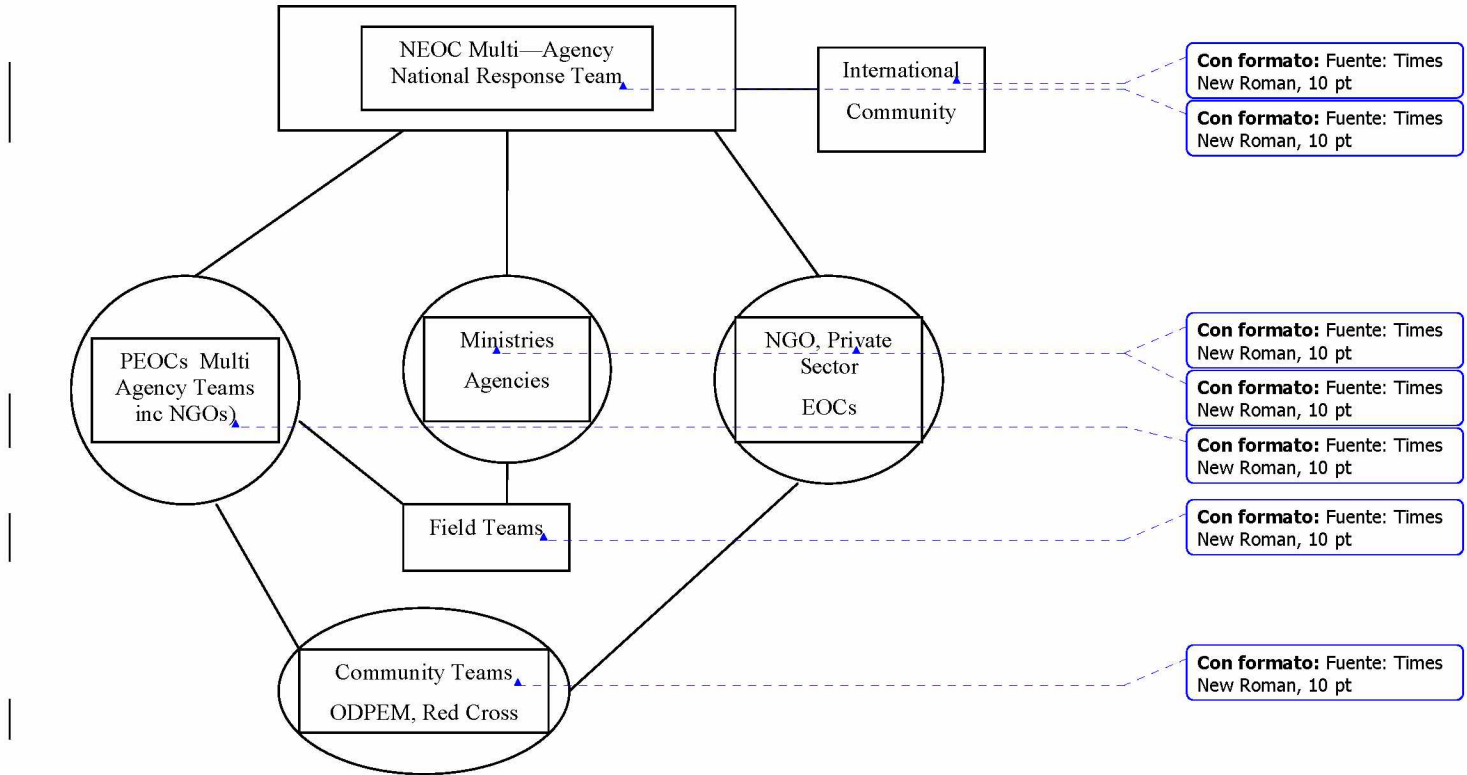 NEOC Multi—Agency
National Response Team
International
Community
Con formato: Fuente: Times
New Roman, 10 pt
Con formato: Fuente: Times
New Roman, 10 pt
PEOCs  Multi
Agency Teams
inc NGOs)
Ministries
Agencies
NGO, Private
Sector
EOCs
Con formato: Fuente: Times
New Roman, 10 pt
Con formato: Fuente: Times
New Roman, 10 pt
Con formato: Fuente: Times
New Roman, 10 pt
Field Teams
Con formato: Fuente: Times
New Roman, 10 pt
Community Teams
ODPEM, Red Cross
Con formato: Fuente: Times
New Roman, 10 pt